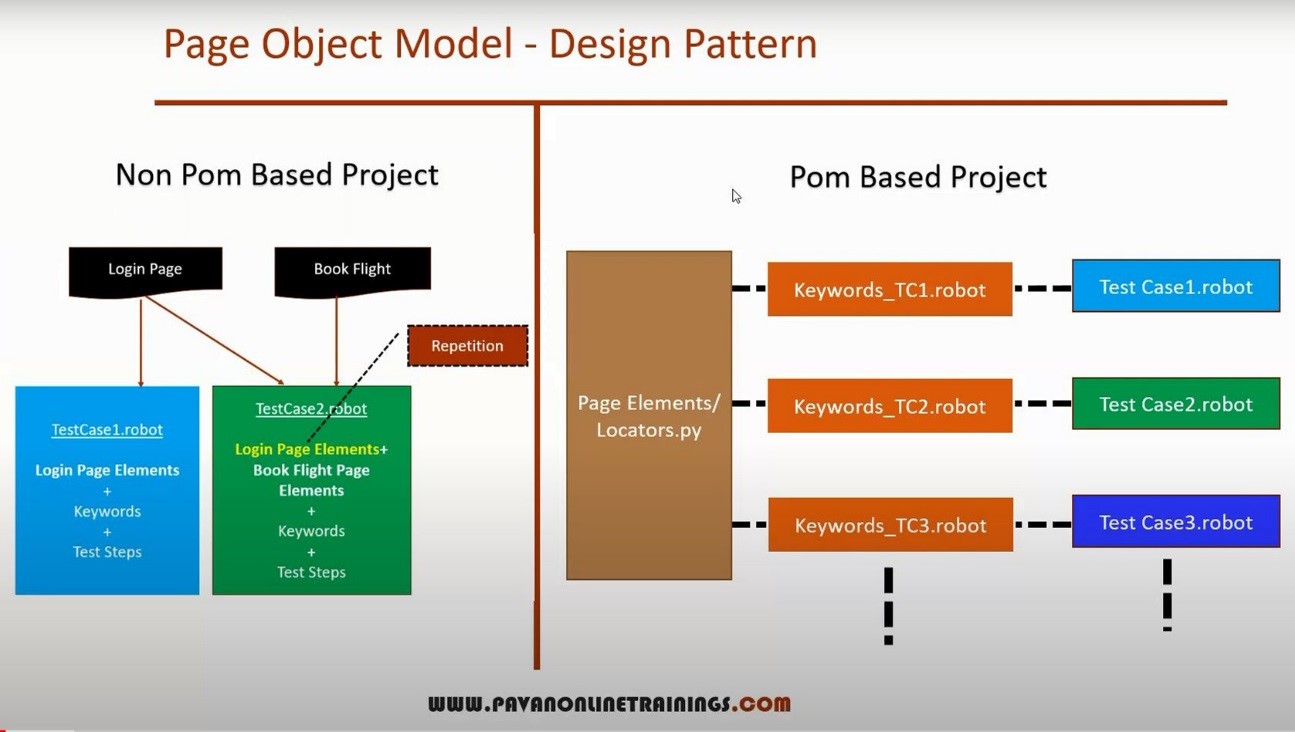 Page Object Model - Design Pattern
Non Pom Based Project
Login Page
Book Flight
Repetition
TestCase1.robot
Login Page Elements
+
Keywords
+
Test Steps
TestCase2.robot
Login Page Elements+
Book Flight Page
Elements
+
Keywords
+
Test Steps
Pom Based Project
Page Elements/
Locators.py
Keywords_TC1.robot
Test Case1.robot
Keywords_TC2.robot
Test Case2.robot
Keywords_TC3.robot
Test Case3.robot
WWW.PAVANONLINETRAININGS.COM